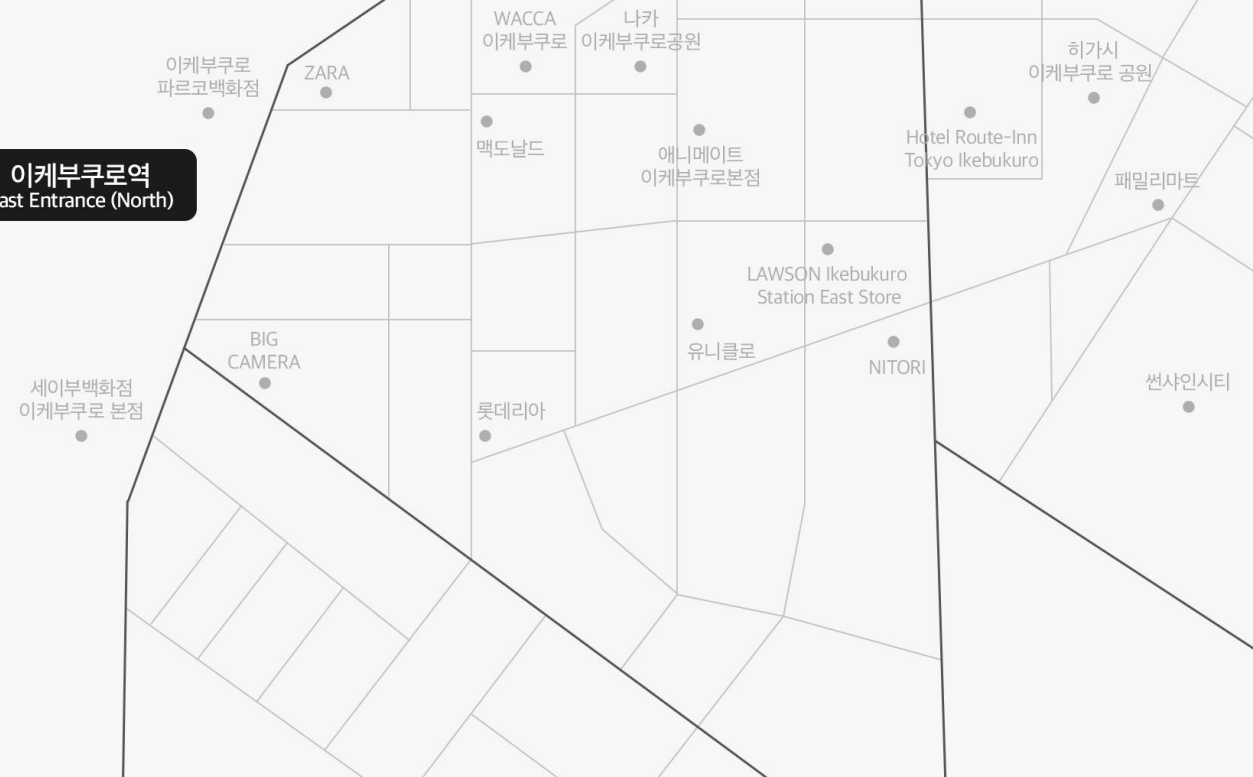 WACCA
이케부쿠로
나카
이케부쿠로공원
히가시
이케부쿠로 공원
이케부쿠로
파르코백화점
ZARA
맥도날드
애니메이트
이케부쿠로본점
Hotel Route-Inn
Tokyo Ikebukuro
이케부쿠로역
ast Entrance (North)
패밀리마트
LAWSON Ikebukuro
Station East Store
BIG
CAMERA
유니클로
NITORI
세이부백화점
이케부쿠로 본점
롯데리아
썬샤인시티